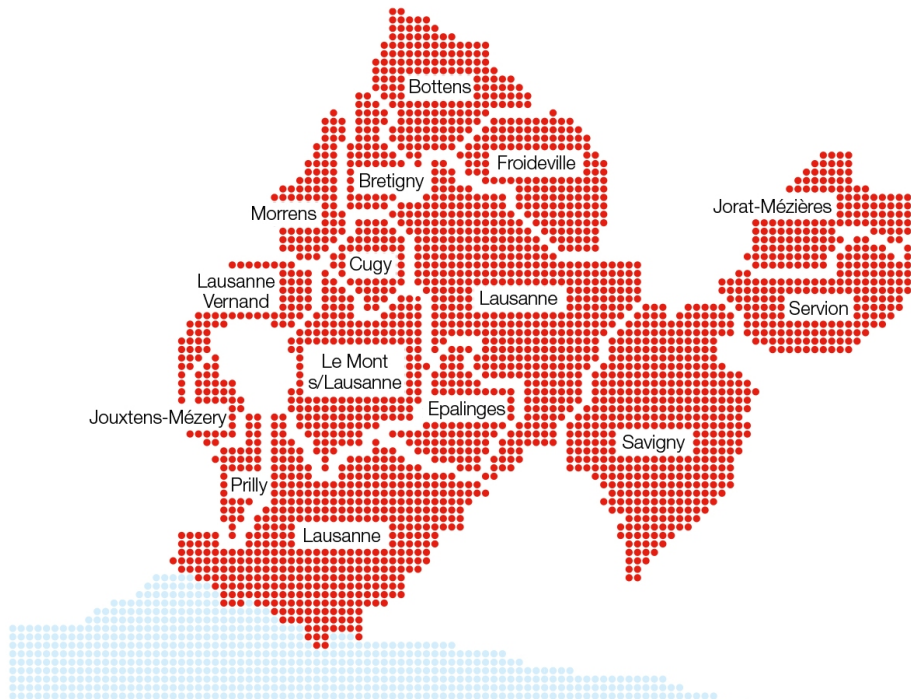 Bottens
Froideville
Bretigny
Jorat-Mézières
Morrens
Cugy
Lausanne
Vernand
Lausanne
Servion
Le Mont
s/Lausanne
Epalinges
Jouxtens-Mézery
Savigny
Prilly
Lausanne